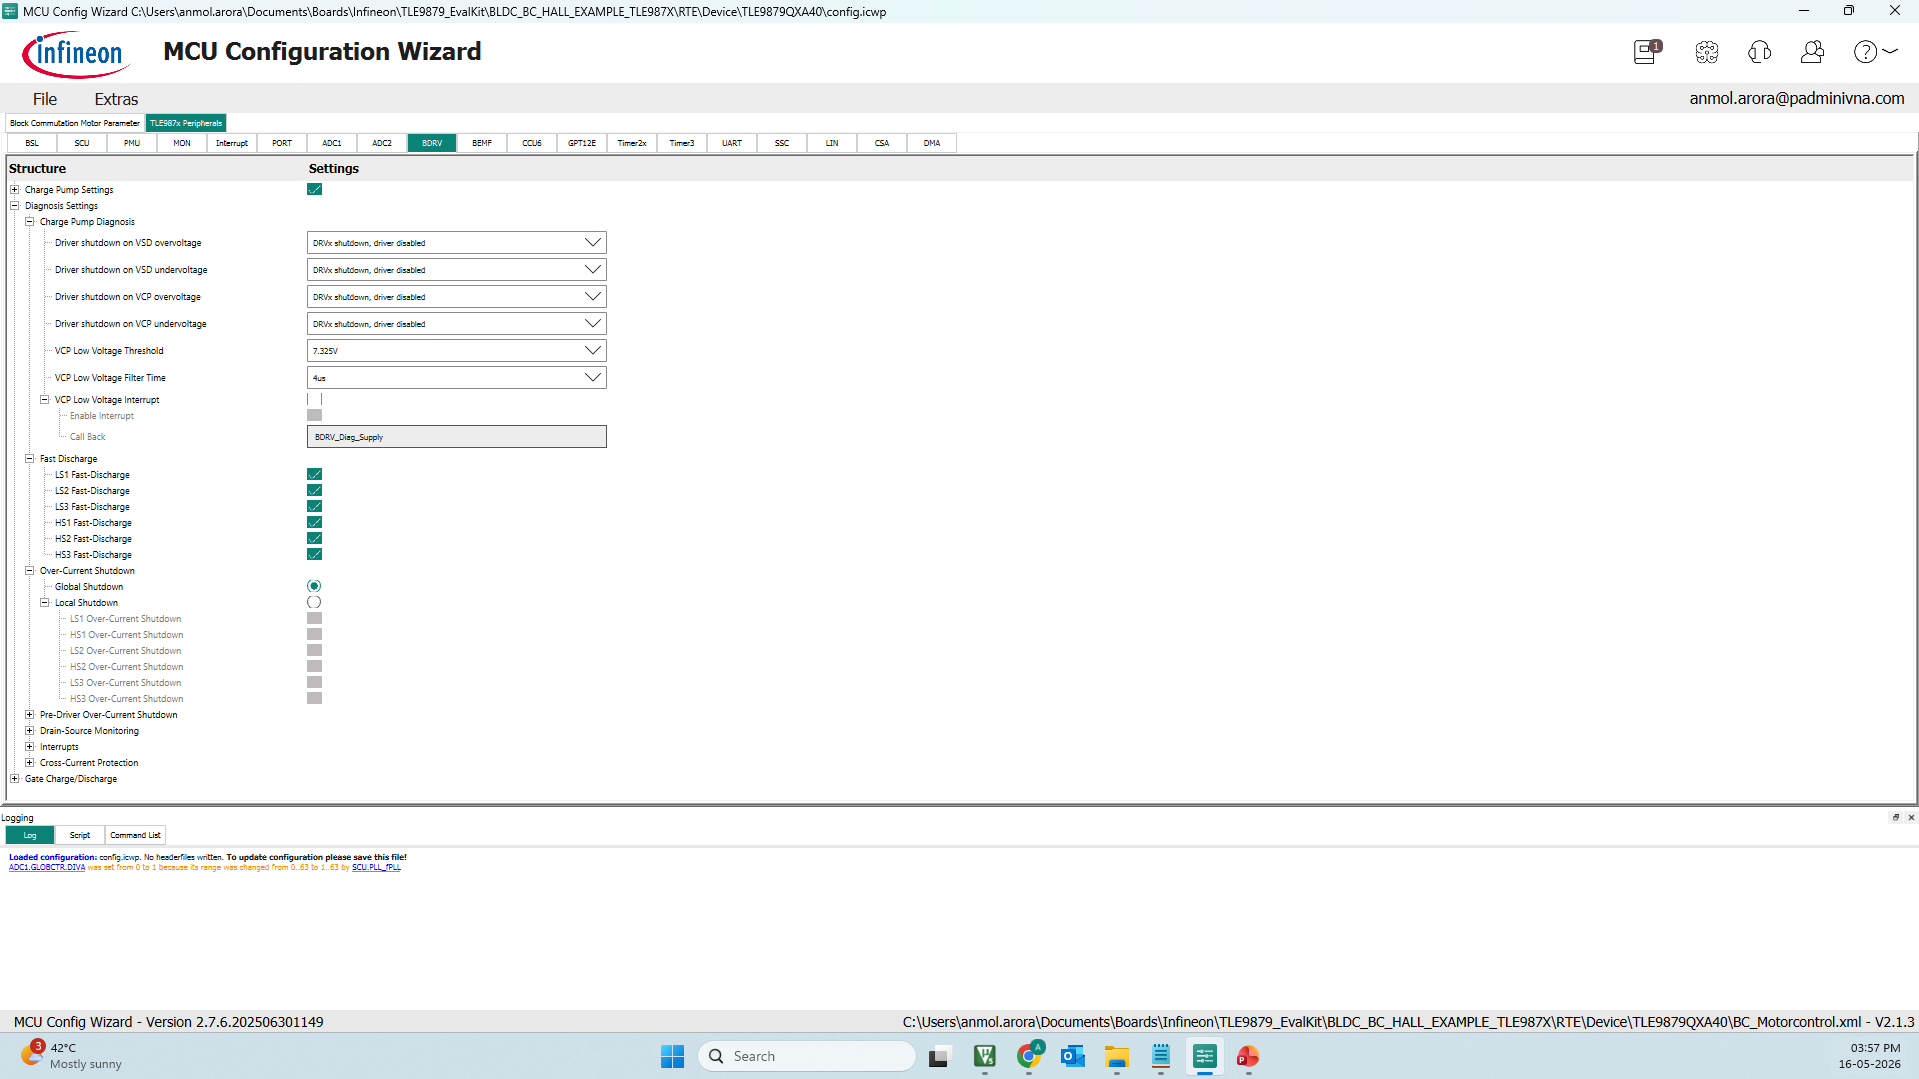 MCU Config Wizard C:\Users\anmol.arora\Documents\Boards\Infineon\TLE9879_EvalKit\BLDC_BC_HALL_EXAMPLE_TLE987X\RTE\Device\TLE9879QXA40\config.icwp
infineon
MCU Configuration Wizard
1
File Extras
anmol.arora@padminivna.com
Block Commutation Motor Parameter TLE987x Peripherals
BSL SCU PMU MON Interrupt PORT ADC1 ADC2 BDRV BEMF CCU6 GPT12E Timer2x Timer3 UART SSC LIN CSA DMA
Structure Settings
Charge Pump Settings
Diagnosis Settings
Charge Pump Diagnosis
Driver shutdown on VSD overvoltage DRVx shutdown, driver disabled
Driver shutdown on VSD undervoltage DRVx shutdown, driver disabled
Driver shutdown on VCP overvoltage DRVx shutdown, driver disabled
Driver shutdown on VCP undervoltage DRVx shutdown, driver disabled
VCP Low Voltage Threshold 7.325V
VCP Low Voltage Filter Time 4us
VCP Low Voltage Interrupt
Enable Interrupt
Call Back BDRV_Diag_Supply
Fast Discharge
LS1 Fast-Discharge
LS2 Fast-Discharge
LS3 Fast-Discharge
HS1 Fast-Discharge
HS2 Fast-Discharge
HS3 Fast-Discharge
Over-Current Shutdown
Global Shutdown
Local Shutdown
LS1 Over-Current Shutdown
HS1 Over-Current Shutdown
LS2 Over-Current Shutdown
HS2 Over-Current Shutdown
LS3 Over-Current Shutdown
HS3 Over-Current Shutdown
Pre-Driver Over-Current Shutdown
Drain-Source Monitoring
Interrupts
Cross-Current Protection
Gate Charge/Discharge
Logging
Log Script Command List
Loaded configuration: config.icwp. No headerfiles written. To update configuration please save this file!
ADC1.GLOBCTR.DIVA was set from 0 to 1 because its range was changed from 0..63 to 1..63 by SCU.PLL_fPLL
MCU Config Wizard - Version 2.7.6.202506301149
C:\Users\anmol.arora\Documents\Boards\Infineon\TLE9879_EvalKit\BLDC_BC_HALL_EXAMPLE_TLE987X\RTE\Device\TLE9879QXA40\BC_Motorcontrol.xml - V2.1.3
3
42°C
Mostly sunny
Search
A
03:57 PM
16-05-2026